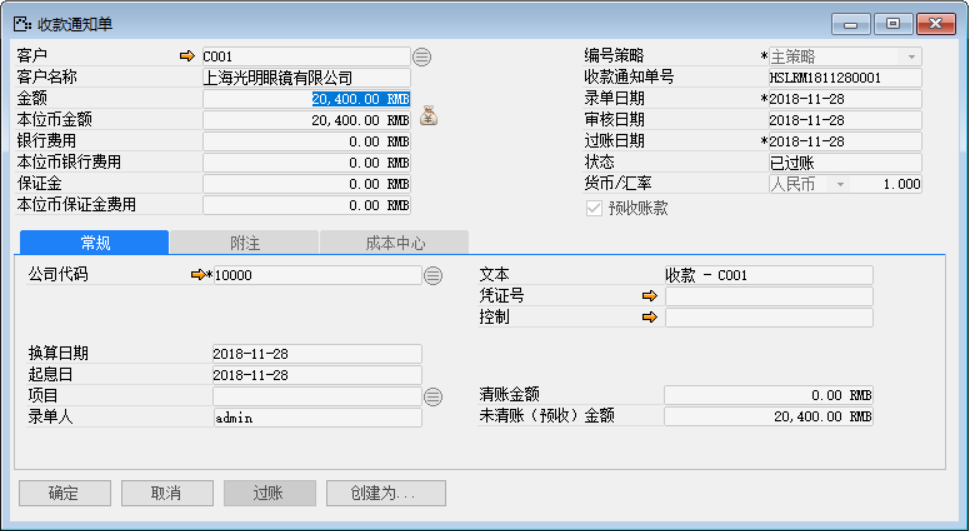 收款通知单
客户 C001
客户名称 上海光明眼镜有限公司
金额 20,400.00 RMB
本位币金额 20,400.00 RMB
银行费用 0.00 RMB
本位币银行费用 0.00 RMB
保证金 0.00 RMB
本位币保证金费用 0.00 RMB
编号策略 *主策略
收款通知单号 HSLRM1811280001
录单日期 *2018-11-28
审核日期 2018-11-28
过账日期 *2018-11-28
状态 已过账
货币/汇率 人民币 1.000
预收账款
常规 附注 成本中心
公司代码 *10000
文本 收款 - C001
凭证号
控制
换算日期 2018-11-28
起息日 2018-11-28
项目
录单人 admin
清账金额 0.00 RMB
未清账（预收）金额 20,400.00 RMB
确定 取消 过账 创建为...